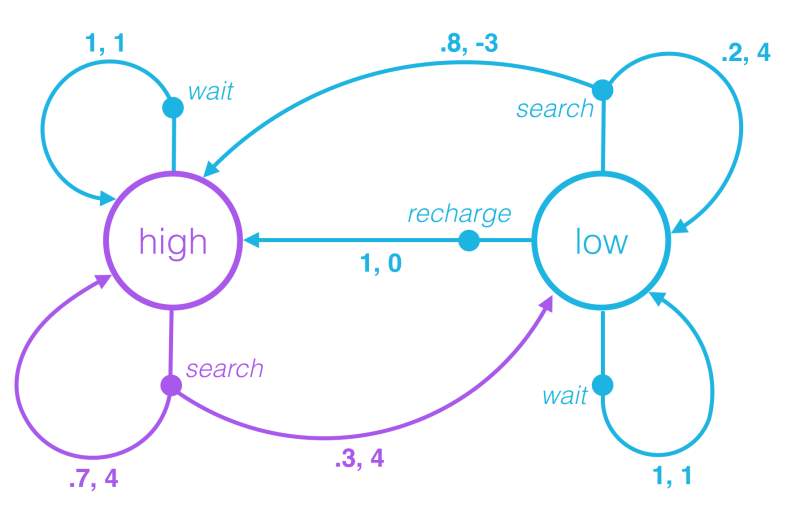 1, 1
wait
.8, -3
.2, 4
search
recharge
high
low
1, 0
search
wait
.3, 4
.7, 4
1, 1